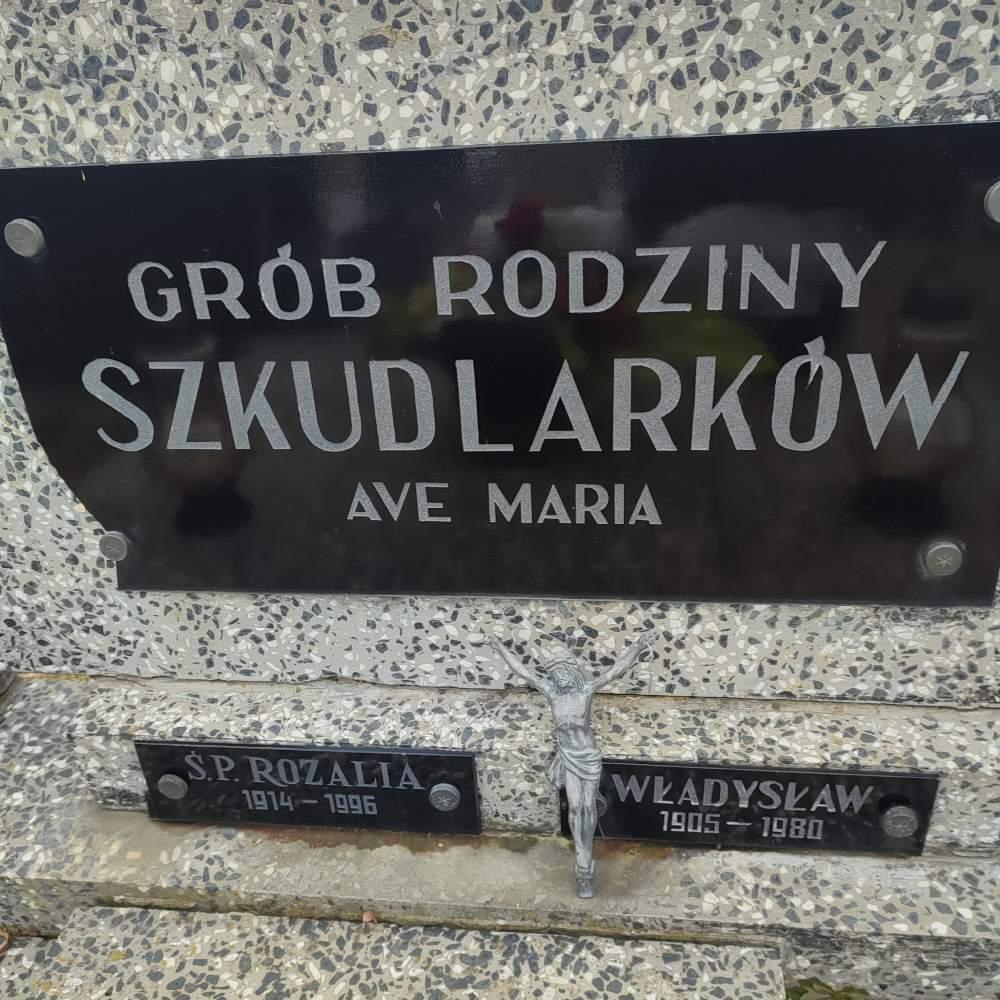 GRÓB RODZINY
SZKUDLARKÓW
AVE MARIA
Ś.P. ROZALIA
1914 – 1996
WŁADYSŁAW
1905 – 1980